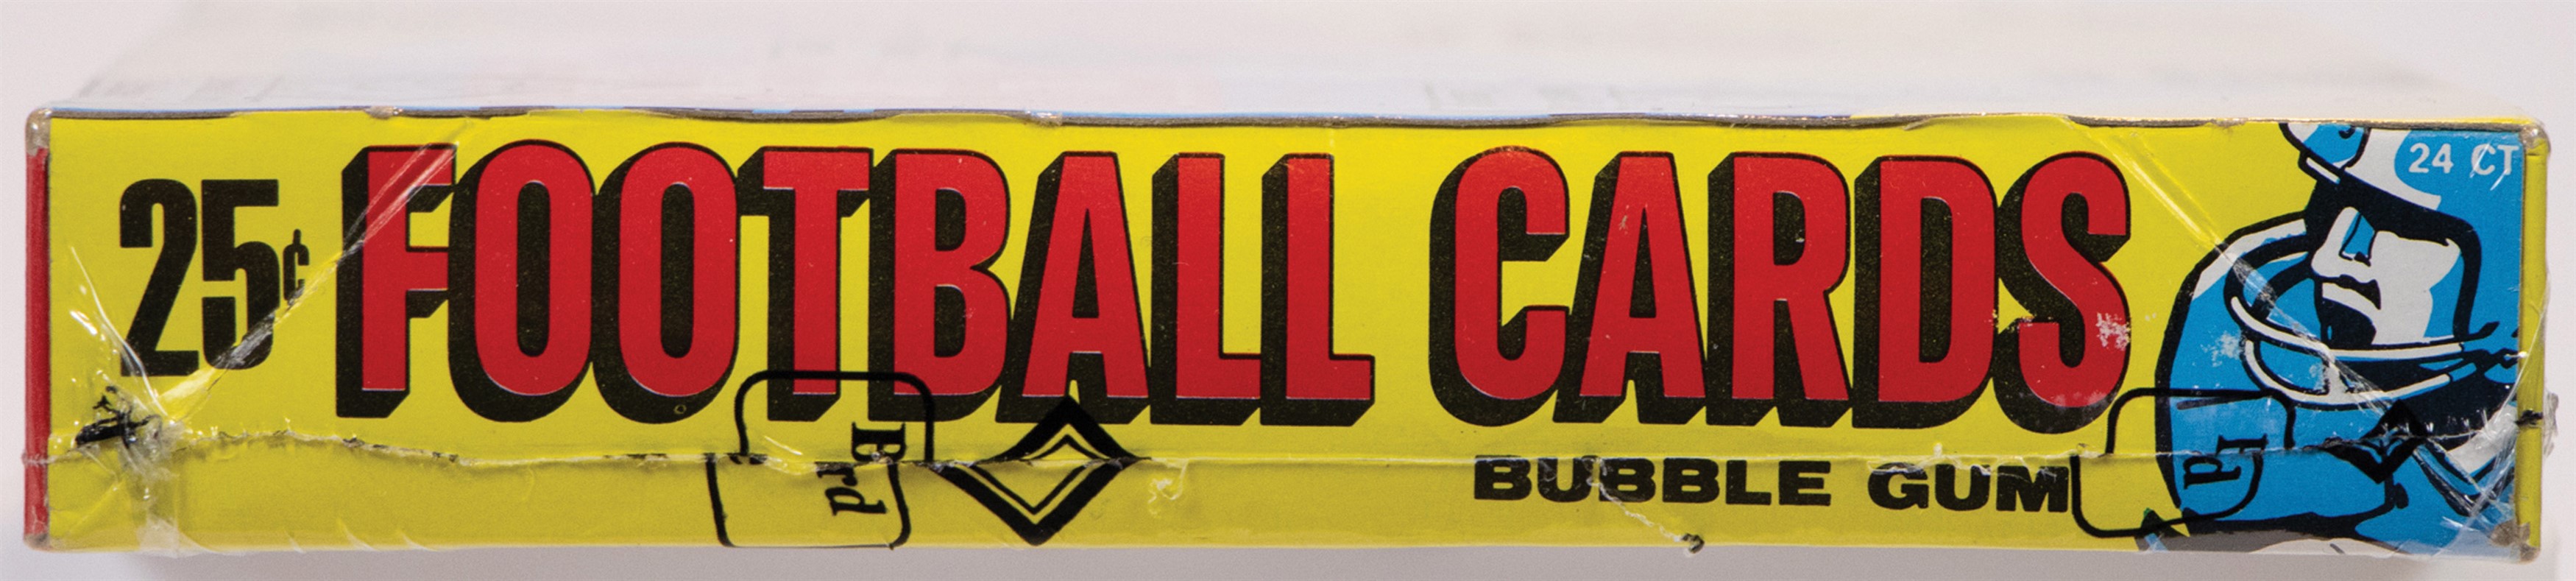 25¢ FOOTBALL CARDS
24 CT
BUBBLE GUM